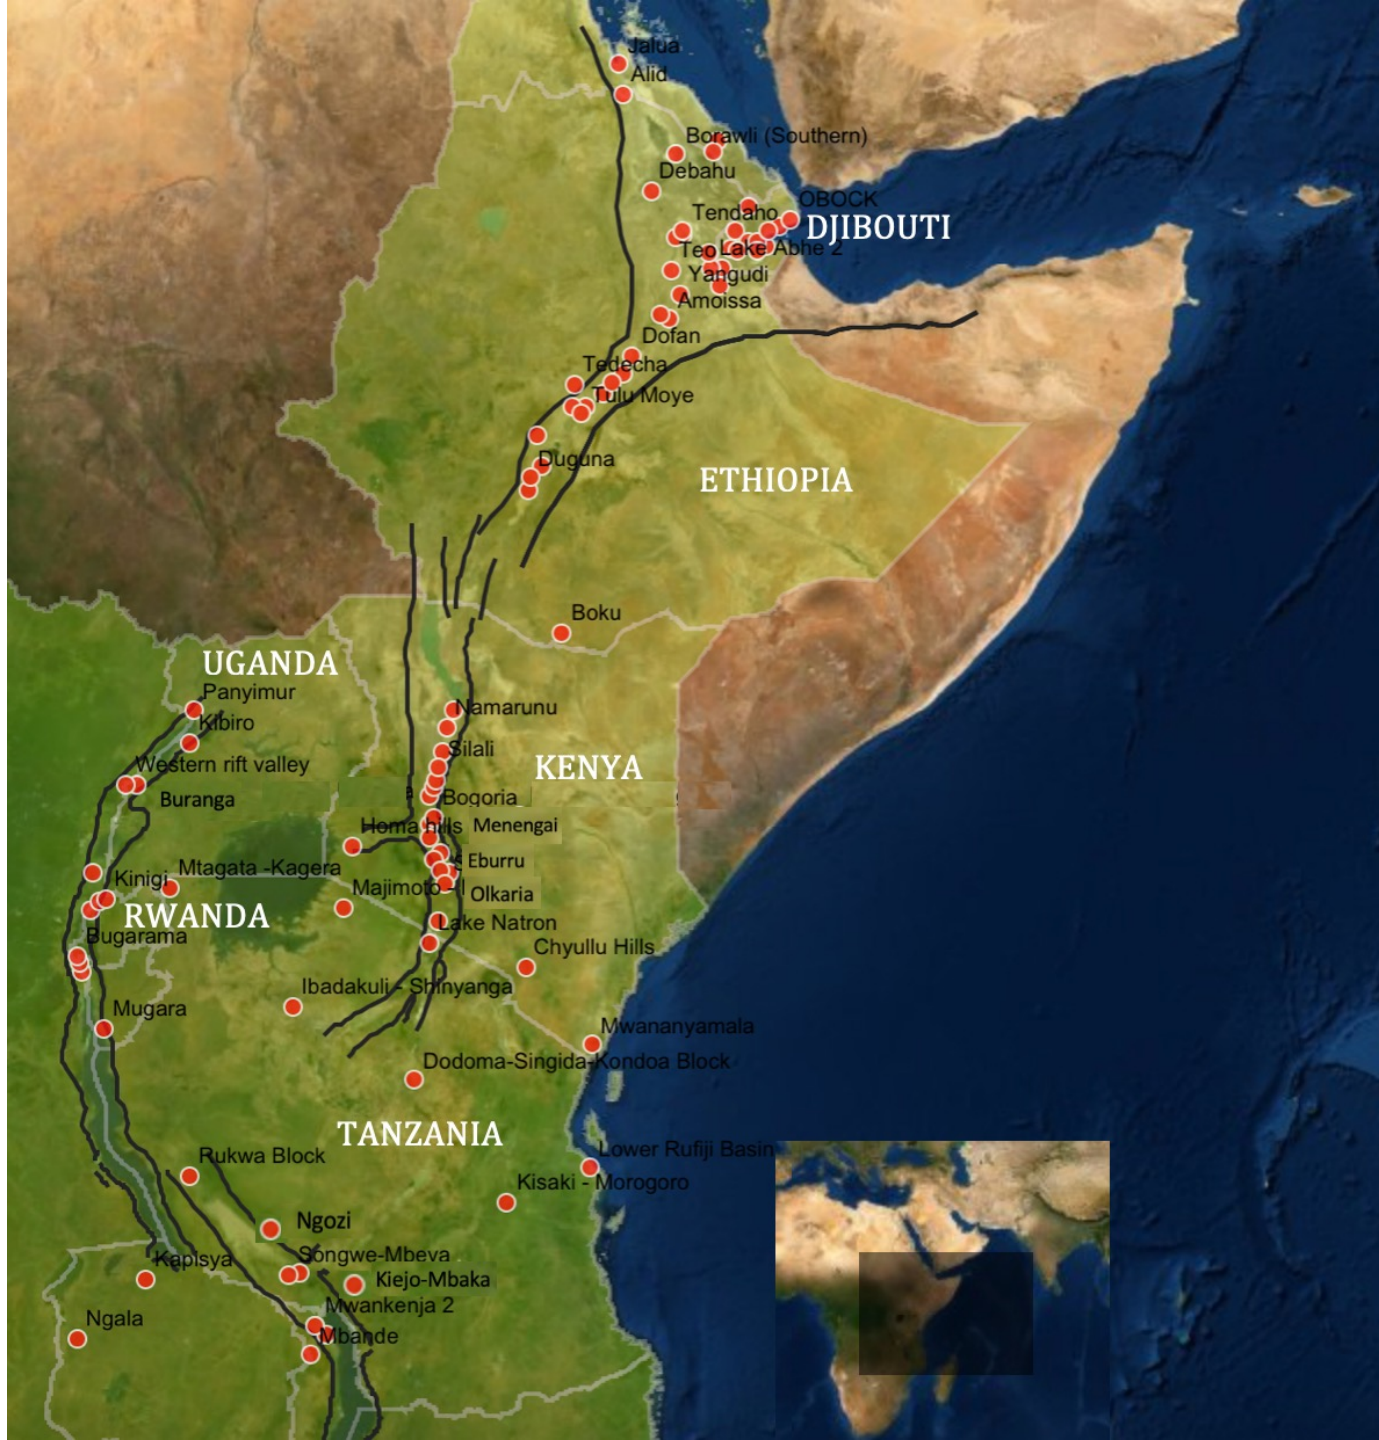 Jalua
Alid
Borawli (Southern)
Debahu
OBOCK
Tendaho
DJIBOUTI
Teo
Lake Abhe 2
Yangudi
Amoissa
Dofan
Tedecha
Tulu Moye
Duguna
ETHIOPIA
Boku
UGANDA
Panyimur
Namarunu
Kibiro
Silali
Western rift valley
KENYA
Buranga
Bogoria
Homa hills
Menengai
Eburru
Mtagata -Kagera
Kinigi
Majimoto -
Olkaria
RWANDA
Lake Natron
Bugarama
Chyullu Hills
Ibadakuli - Shinyanga
Mugara
Mwananyamala
Dodoma-Singida-Kondoa Block
TANZANIA
Rukwa Block
Lower Rufiji Basin
Kisaki - Morogoro
Ngozi
Kapisya
Songwe-Mbeya
Kiejo-Mbaka
Mwankenja 2
Ngala
Mbande